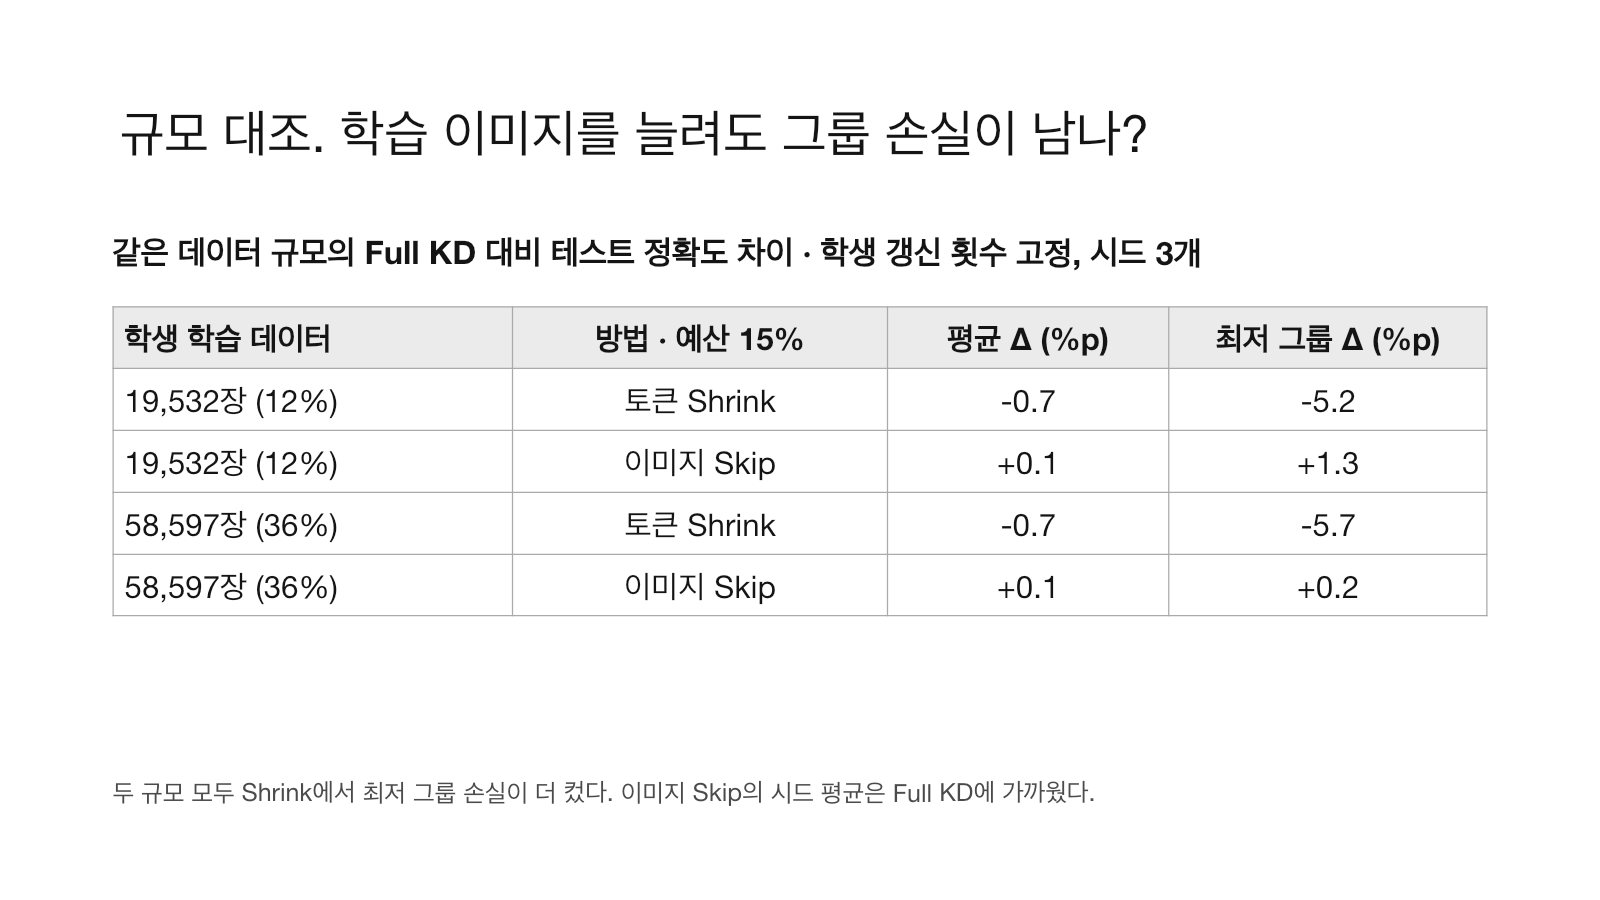 규모 대조. 학습 이미지를 늘려도 그룹 손실이 남나?
같은 데이터 규모의 Full KD 대비 테스트 정확도 차이 · 학생 갱신 횟수 고정, 시드 3개
학생 학습 데이터 방법 · 예산 15% 평균 Δ (%p) 최저 그룹 Δ (%p)
19,532장 (12%) 토큰 Shrink -0.7 -5.2
19,532장 (12%) 이미지 Skip +0.1 +1.3
58,597장 (36%) 토큰 Shrink -0.7 -5.7
58,597장 (36%) 이미지 Skip +0.1 +0.2
두 규모 모두 Shrink에서 최저 그룹 손실이 더 컸다. 이미지 Skip의 시드 평균은 Full KD에 가까웠다.